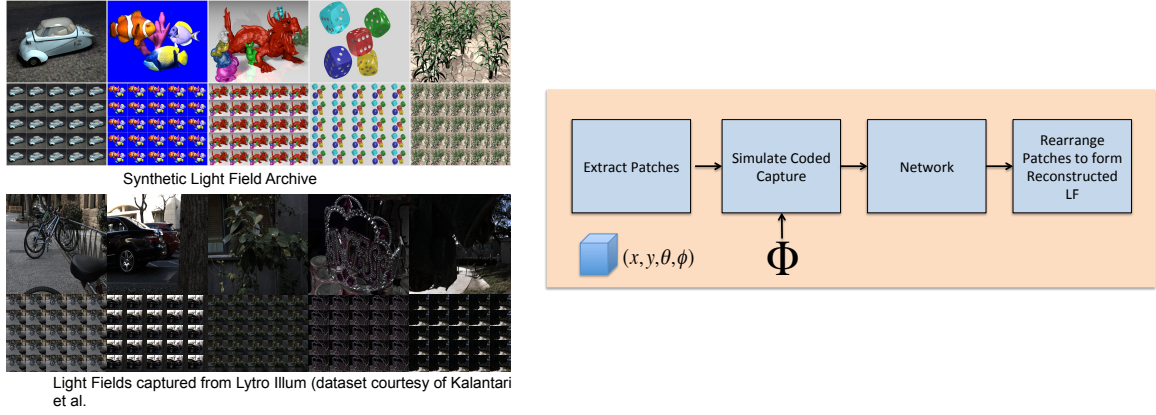 Synthetic Light Field Archive
Light Fields captured from Lytro Illum (dataset courtesy of Kalantari
et al.
Extract Patches
Simulate Coded
Capture
Network
Rearrange
Patches to form
Reconstructed
LF
(x, y,θ,ϕ)
Φ